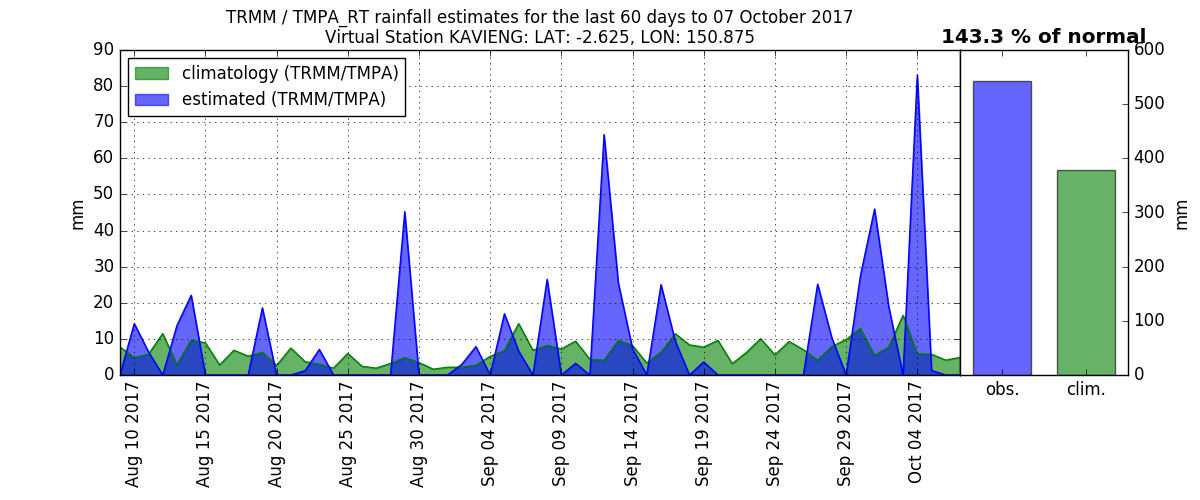 TRMM / TMPA_RT rainfall estimates for the last 60 days to 07 October 2017
Virtual Station KAVIENG: LAT: -2.625, LON: 150.875
143.3 % of normal
climatology (TRMM/TMPA)
estimated (TRMM/TMPA)
mm
90
80
70
60
50
40
30
20
10
0
Aug 10 2017
Aug 15 2017
Aug 20 2017
Aug 25 2017
Aug 30 2017
Sep 04 2017
Sep 09 2017
Sep 14 2017
Sep 19 2017
Sep 24 2017
Sep 29 2017
Oct 04 2017
obs.
clim.
600
500
400
300
200
100
0
mm